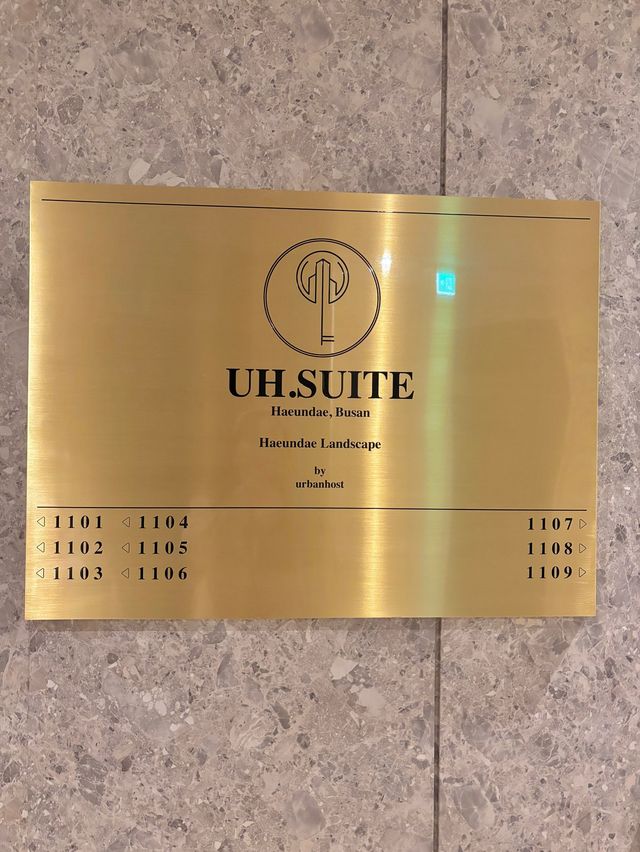 UH.SUITE
Haeundae, Busan
Haeundae Landscape
by
urbanhost
◁ 1101 ◁ 1104 1107 ▷
◁ 1102 ◁ 1105 1108 ▷
◁ 1103 ◁ 1106 1109 ▷